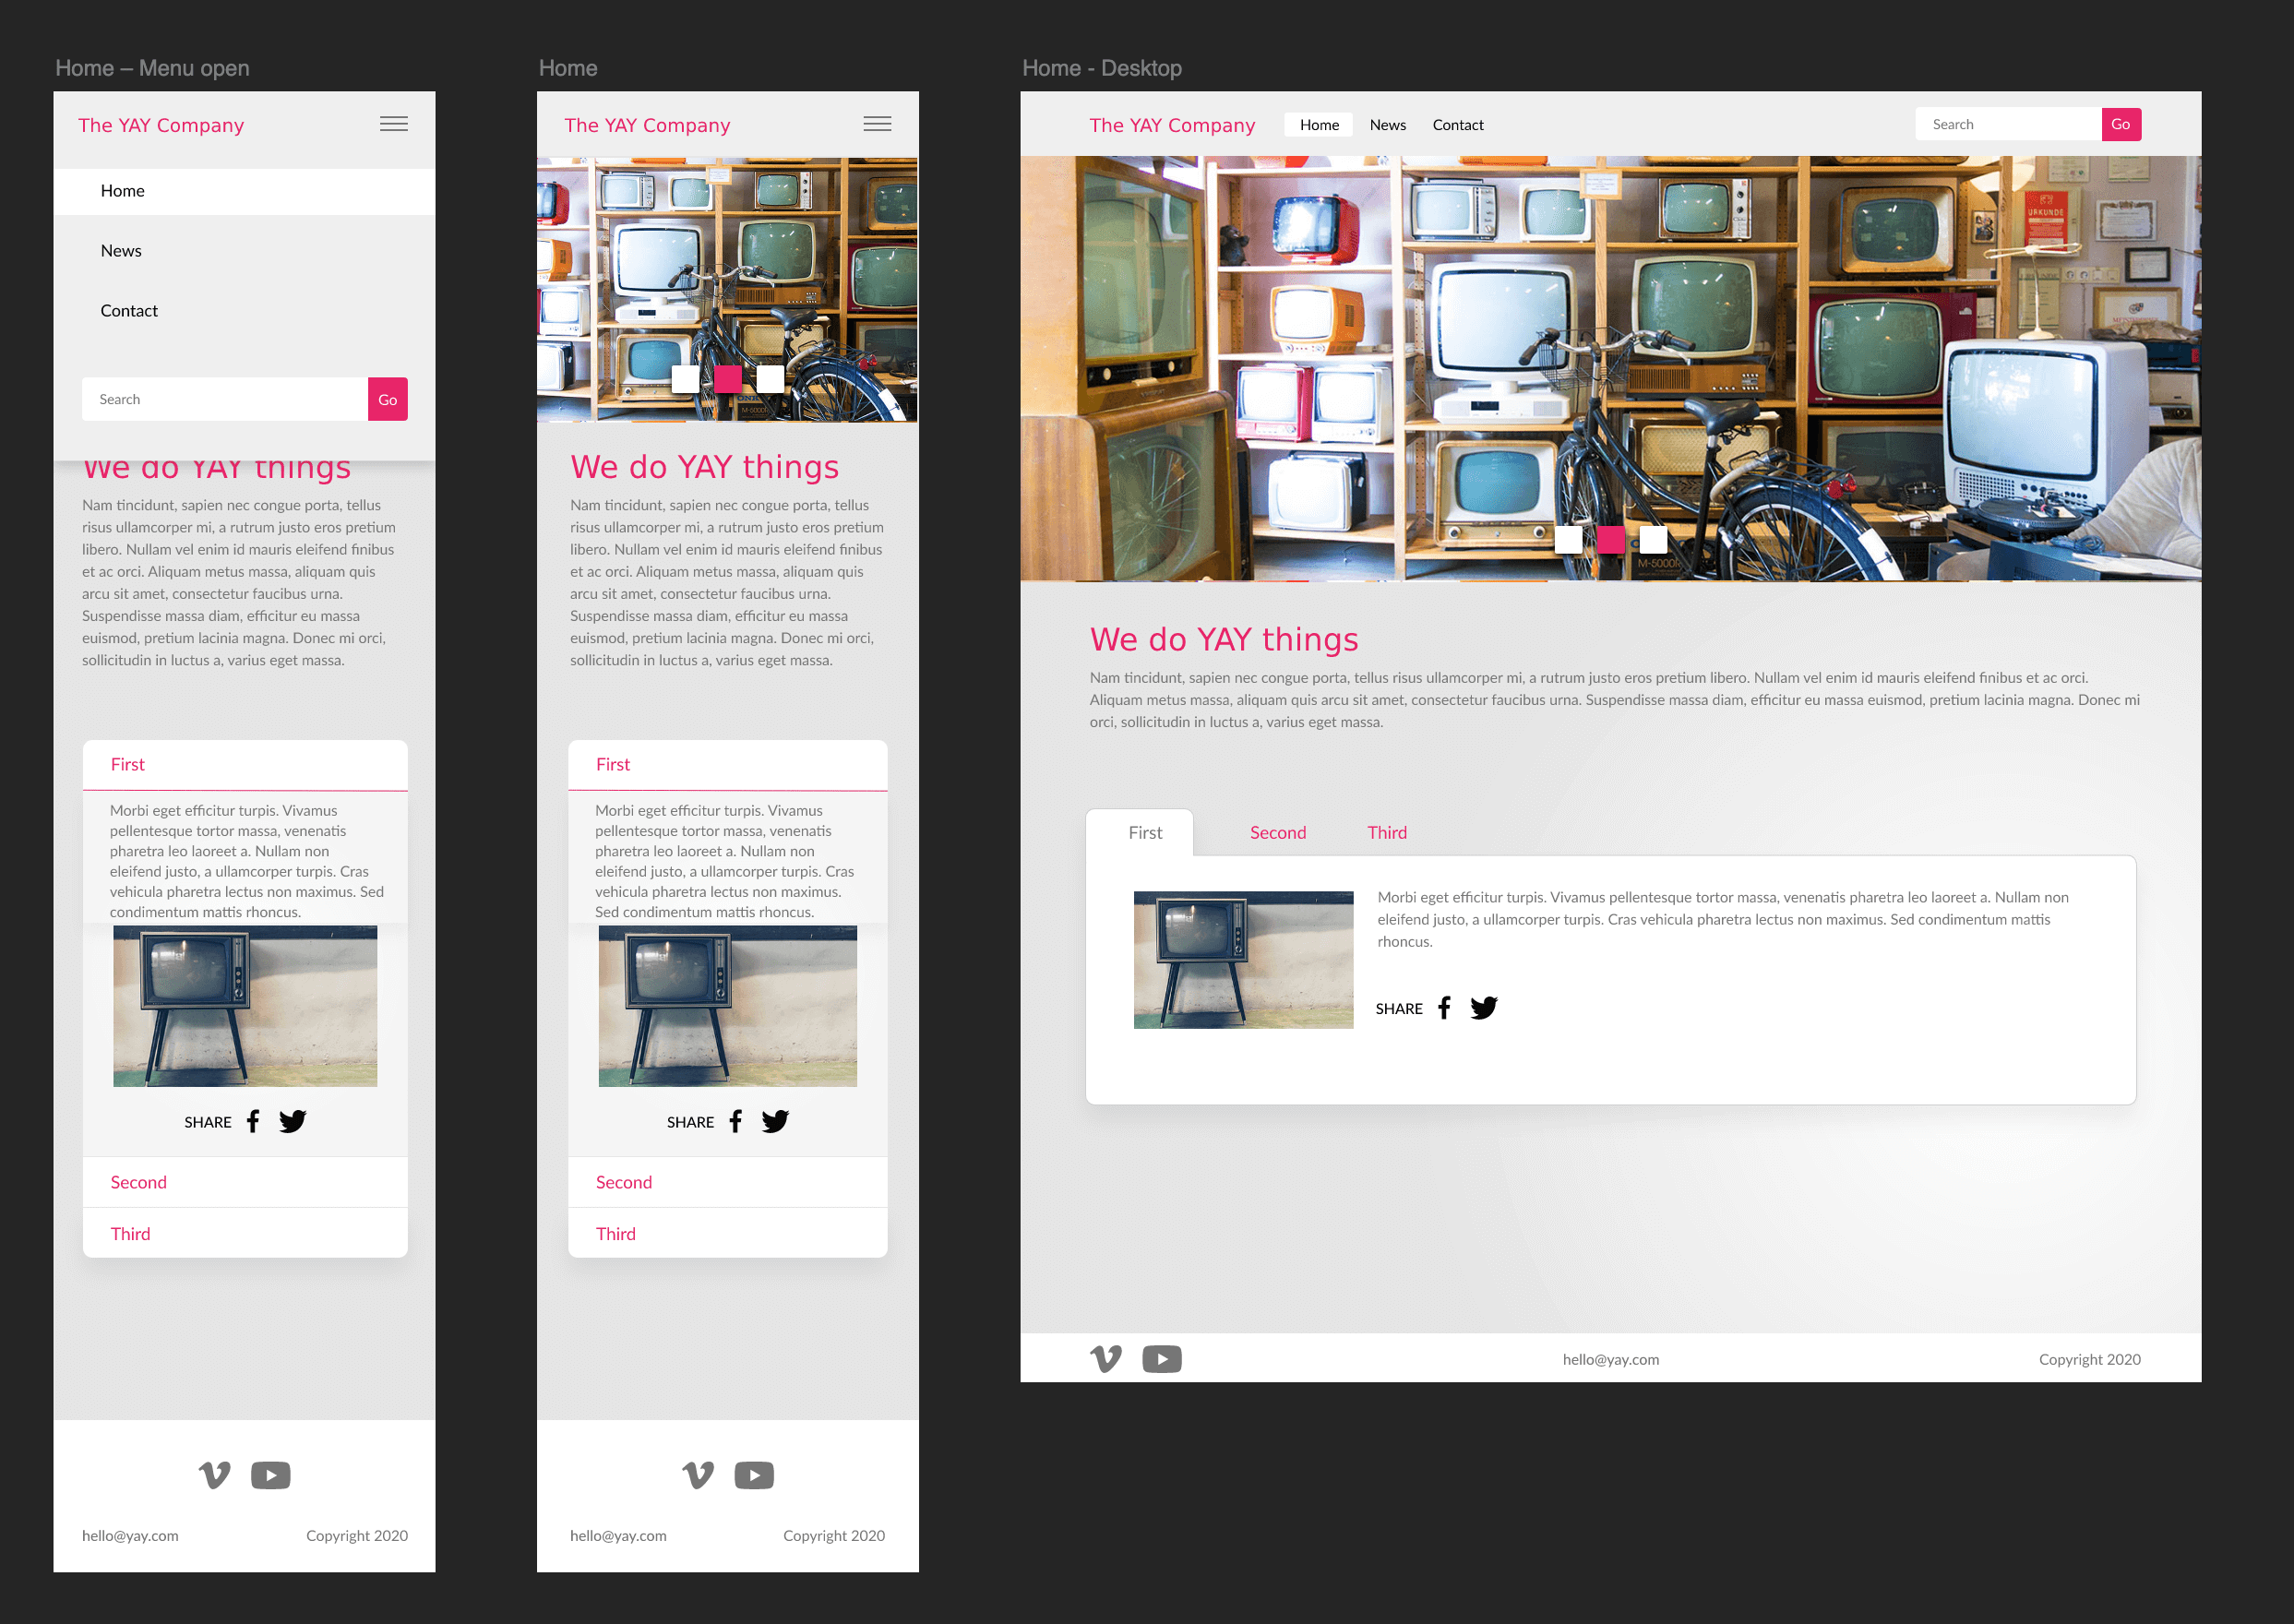 Home – Menu open
The YAY Company
Home
News
Contact
Search
Go
We do YAY things
Nam tincidunt, sapien nec congue porta, tellus
risus ullamcorper mi, a rutrum justo eros pretium
libero. Nullam vel enim id mauris eleifend finibus
et ac orci. Aliquam metus massa, aliquam quis
arcu sit amet, consectetur faucibus urna.
Suspendisse massa diam, efficitur eu massa
euismod, pretium lacinia magna. Donec mi orci,
sollicitudin in luctus a, varius eget massa.
First
Morbi eget efficitur turpis. Vivamus
pellentesque tortor massa, venenatis
pharetra leo laoreet a. Nullam non
eleifend justo, a ullamcorper turpis. Cras
vehicula pharetra lectus non maximus. Sed
condimentum mattis rhoncus.
SHARE
Second
Third
hello@yay.com
Copyright 2020
Home
The YAY Company
M-5000
We do YAY things
Nam tincidunt, sapien nec congue porta, tellus
risus ullamcorper mi, a rutrum justo eros pretium
libero. Nullam vel enim id mauris eleifend finibus
et ac orci. Aliquam metus massa, aliquam quis
arcu sit amet, consectetur faucibus urna.
Suspendisse massa diam, efficitur eu massa
euismod, pretium lacinia magna. Donec mi orci,
sollicitudin in luctus a, varius eget massa.
First
Morbi eget efficitur turpis. Vivamus
pellentesque tortor massa, venenatis
pharetra leo laoreet a. Nullam non
eleifend justo, a ullamcorper turpis. Cras
vehicula pharetra lectus non maximus.
Sed condimentum mattis rhoncus.
SHARE
Second
Third
hello@yay.com
Copyright 2020
Home - Desktop
The YAY Company
Home
News
Contact
Search
Go
URKUNDE
M-5000
We do YAY things
Nam tincidunt, sapien nec congue porta, tellus risus ullamcorper mi, a rutrum justo eros pretium libero. Nullam vel enim id mauris eleifend finibus et ac orci.
Aliquam metus massa, aliquam quis arcu sit amet, consectetur faucibus urna. Suspendisse massa diam, efficitur eu massa euismod, pretium lacinia magna. Donec mi
orci, sollicitudin in luctus a, varius eget massa.
First
Second
Third
Morbi eget efficitur turpis. Vivamus pellentesque tortor massa, venenatis pharetra leo laoreet a. Nullam non
eleifend justo, a ullamcorper turpis. Cras vehicula pharetra lectus non maximus. Sed condimentum mattis
rhoncus.
SHARE
hello@yay.com
Copyright 2020